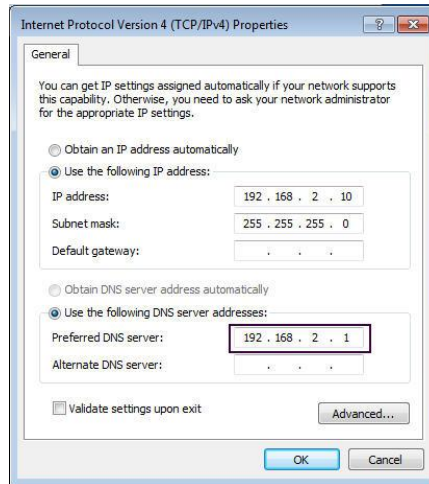 Internet Protocol Version 4 (TCP/IPv4) Properties
General
You can get IP settings assigned automatically if your network supports
this capability. Otherwise, you need to ask your network administrator
for the appropriate IP settings.
Obtain an IP address automatically
Use the following IP address:
IP address: 192 . 168 . 2 . 10
Subnet mask: 255 . 255 . 255 . 0
Default gateway: . . .
Obtain DNS server address automatically
Use the following DNS server addresses:
Preferred DNS server: 192 . 168 . 2 . 1
Alternate DNS server: . . .
Validate settings upon exit
Advanced...
OK Cancel